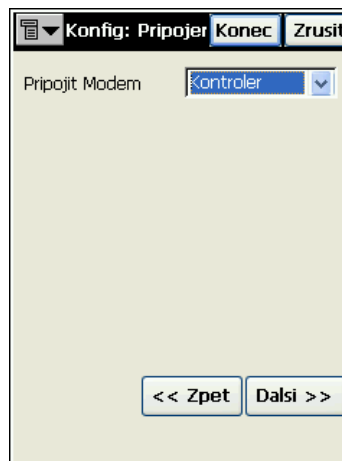 Konfig: Pripojer Konec Zrusit
Pripojit Modem Kontroler
<< Zpet Dalsi >>